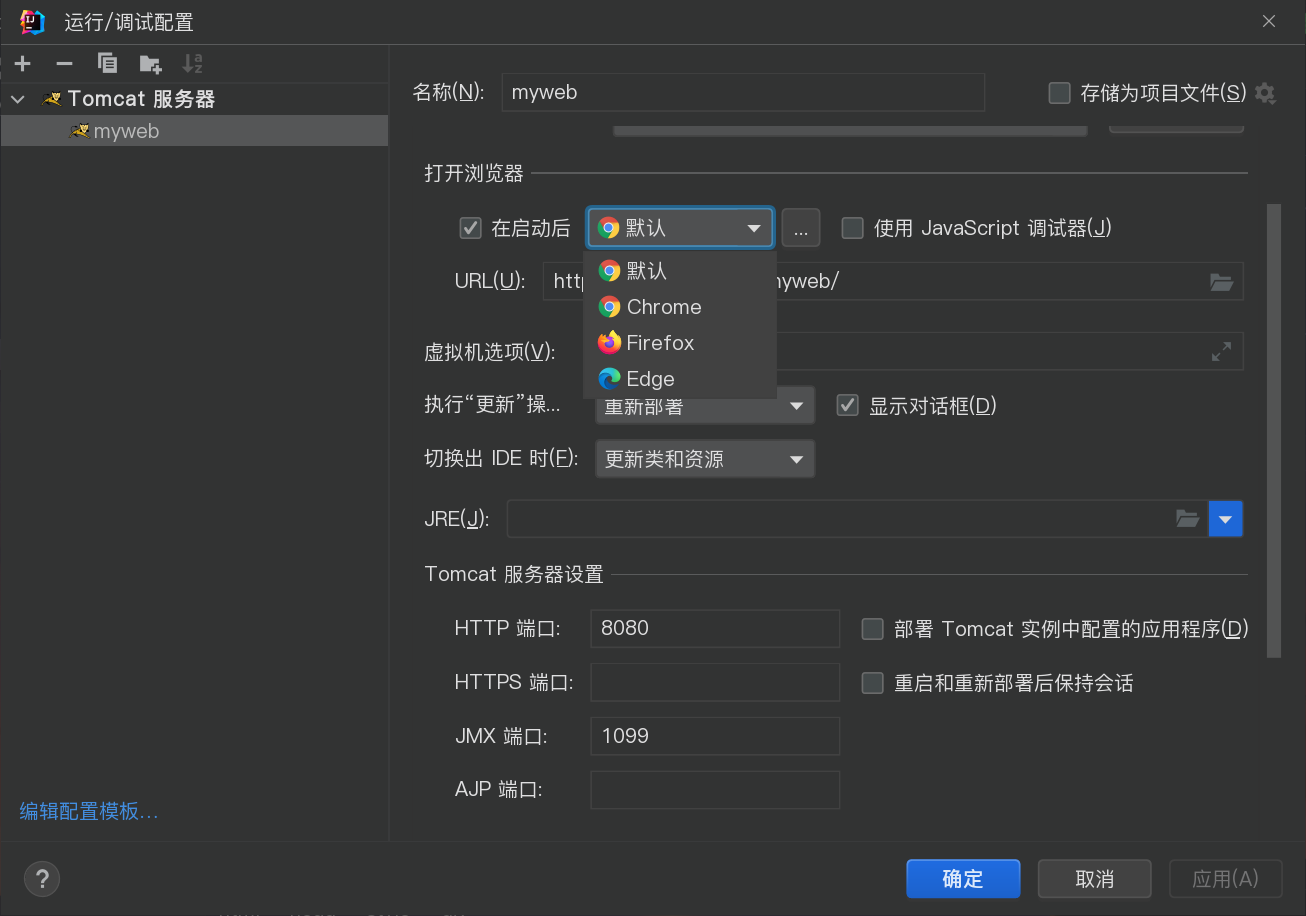 运行/调试配置
Tomcat 服务器
myweb
编辑配置模板...
名称(N): myweb 存储为项目文件(S)
打开浏览器
在启动后 默认 ... 使用 JavaScript 调试器(J)
默认
Chrome
Firefox
Edge
URL(U): htt myweb/
虚拟机选项(V):
执行“更新”操... 重新部署 显示对话框(D)
切换出 IDE 时(F): 更新类和资源
JRE(J):
Tomcat 服务器设置
HTTP 端口: 8080 部署 Tomcat 实例中配置的应用程序(D)
HTTPS 端口: 重启和重新部署后保持会话
JMX 端口: 1099
AJP 端口:
? 确定 取消 应用(A)